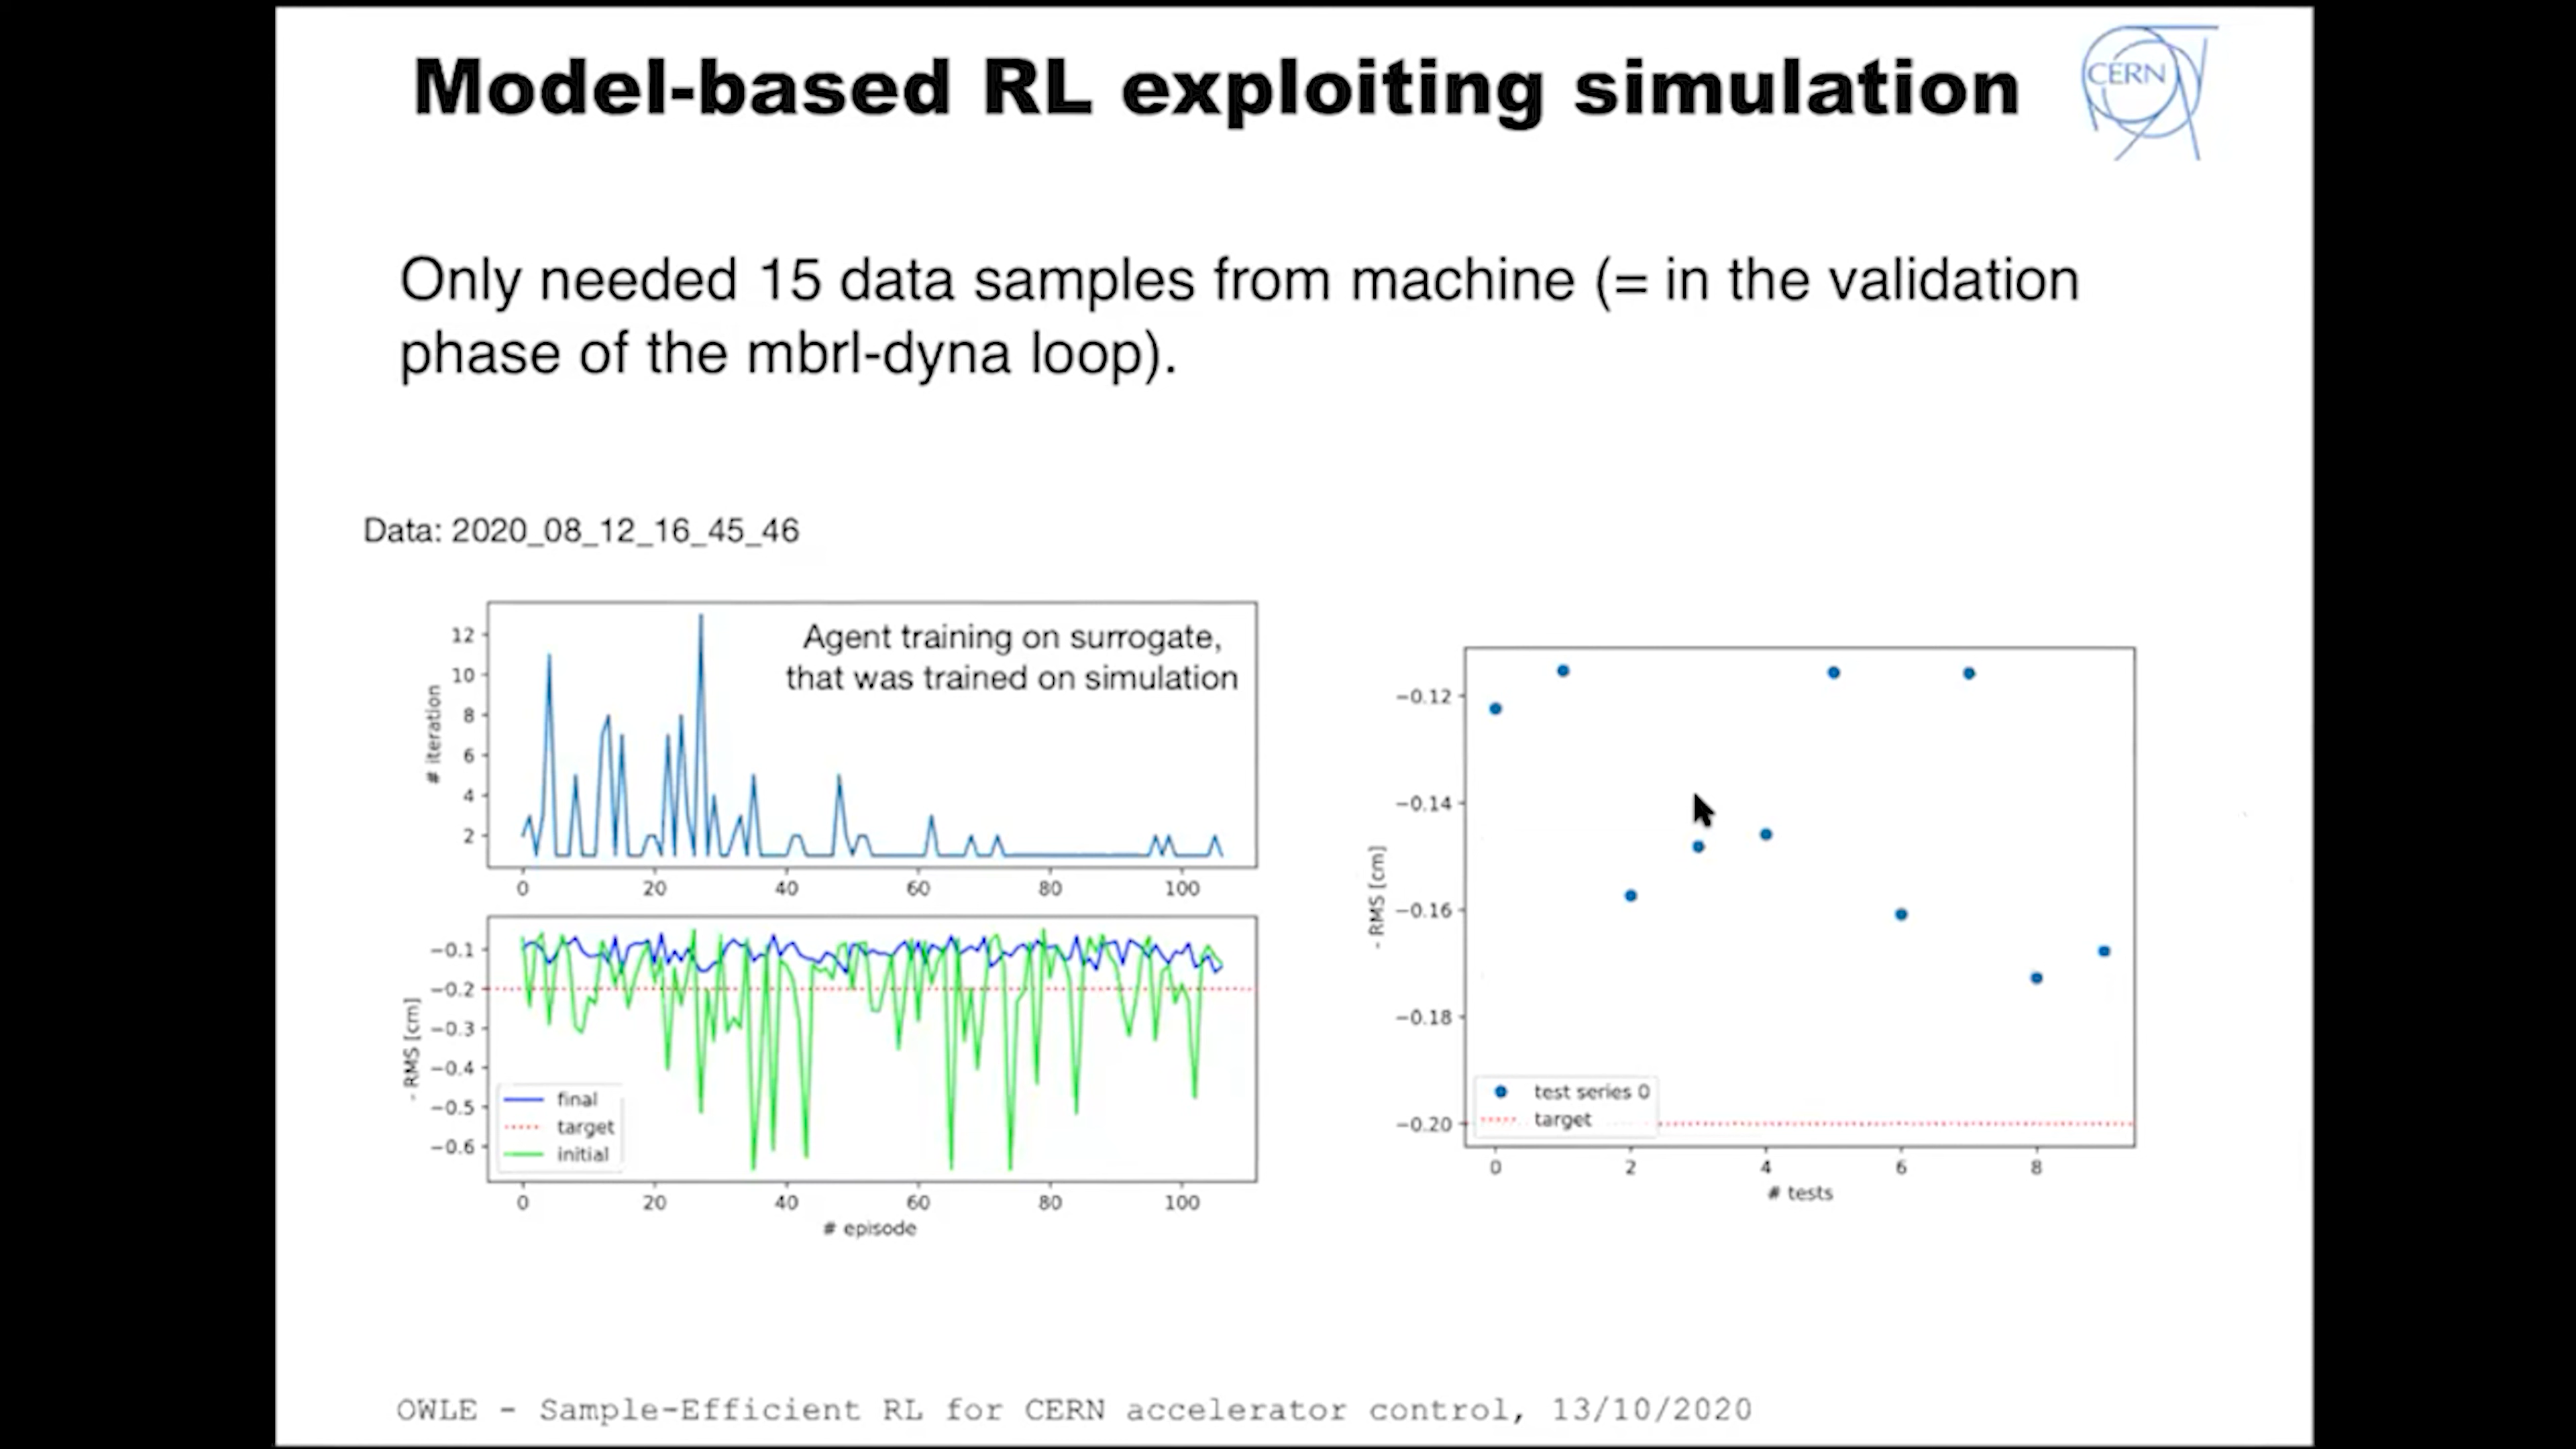 Model-based RL exploiting simulation
CERN
Only needed 15 data samples from machine (= in the validation
phase of the mbrl-dyna loop).
Data: 2020_08_12_16_45_46
Agent training on surrogate,
that was trained on simulation
# iteration
12
10
8
6
4
2
0 20 40 60 80 100
- RMS [cm]
−0.1
−0.2
−0.3
−0.4
−0.5
−0.6
final
target
initial
0 20 40 60 80 100
# episode
- RMS [cm]
−0.12
−0.14
−0.16
−0.18
−0.20
test series 0
target
0 2 4 6 8
# tests
OWLE - Sample-Efficient RL for CERN accelerator control, 13/10/2020